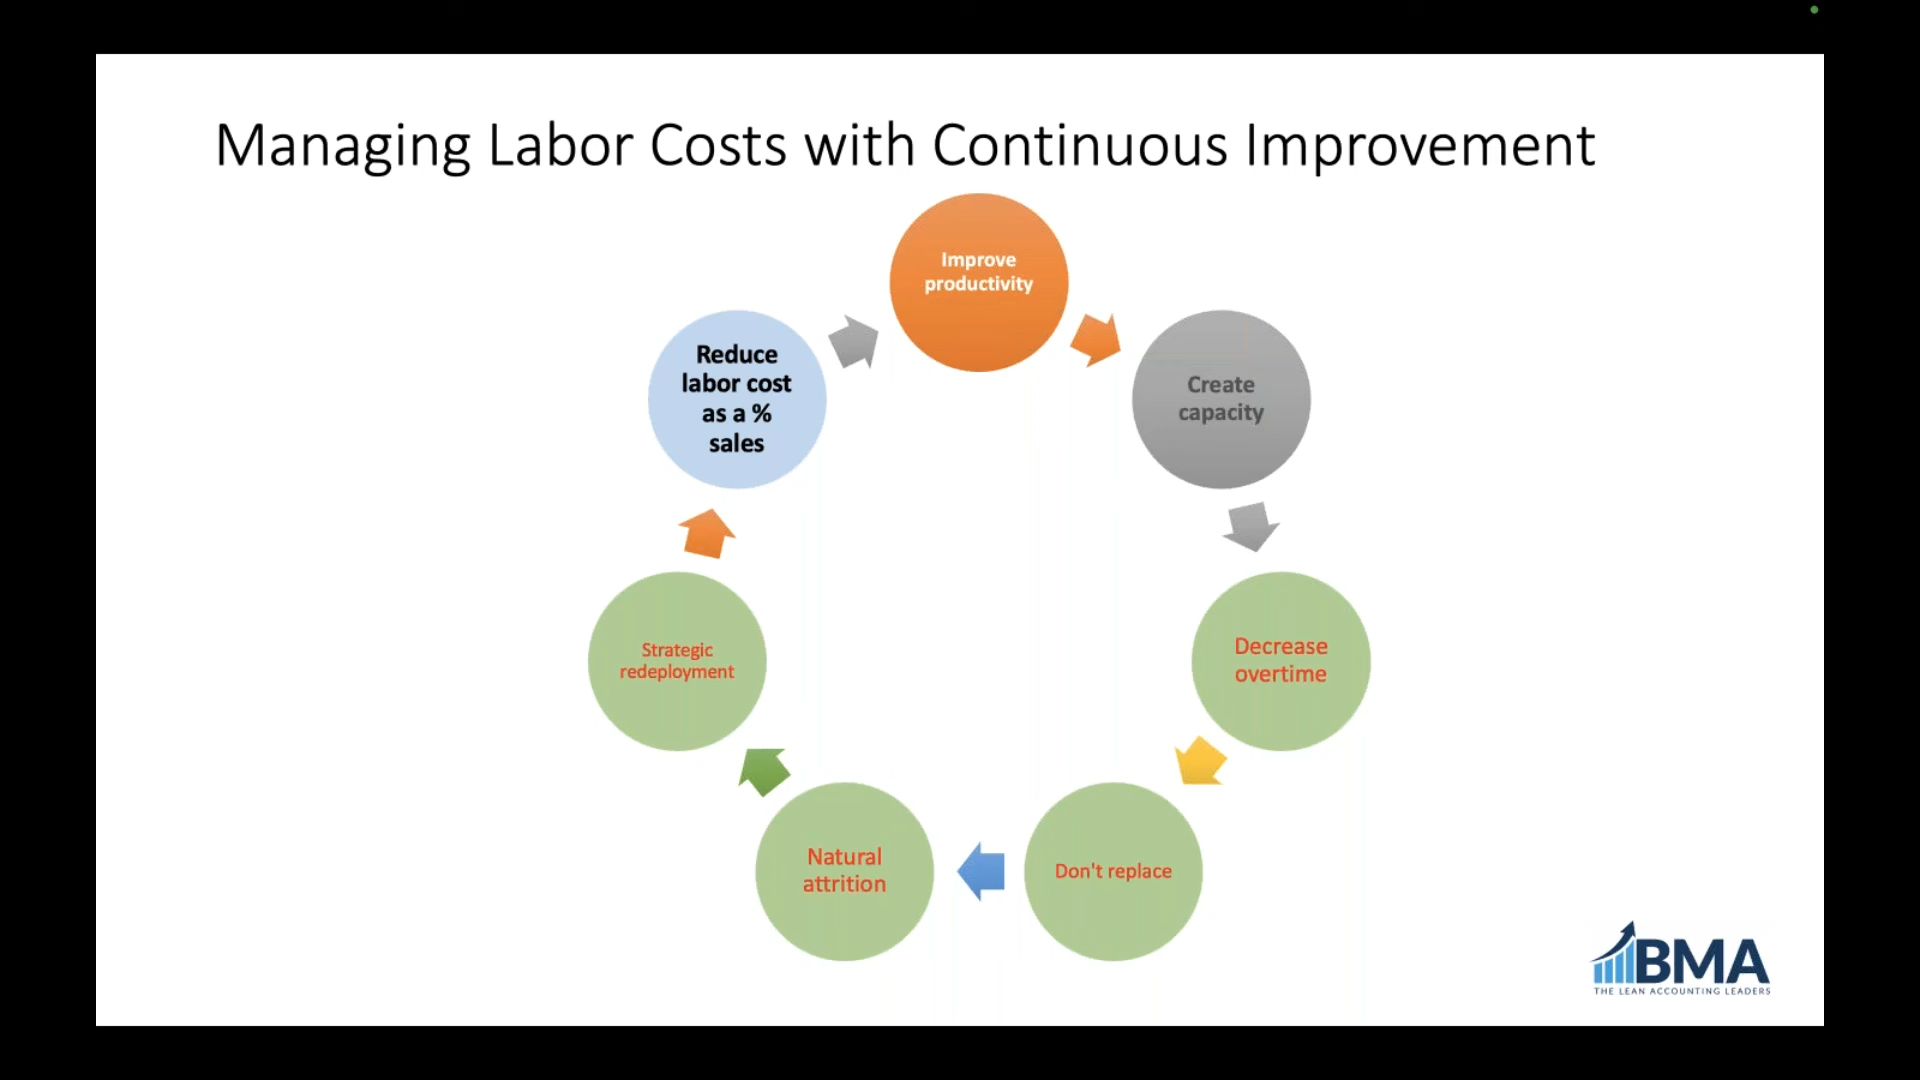 Managing Labor Costs with Continuous Improvement
Improve
productivity
Create
capacity
Decrease
overtime
Don't replace
Natural
attrition
Strategic
redeployment
Reduce
labor cost
as a %
sales
BMA
THE LEAN ACCOUNTING LEADERS